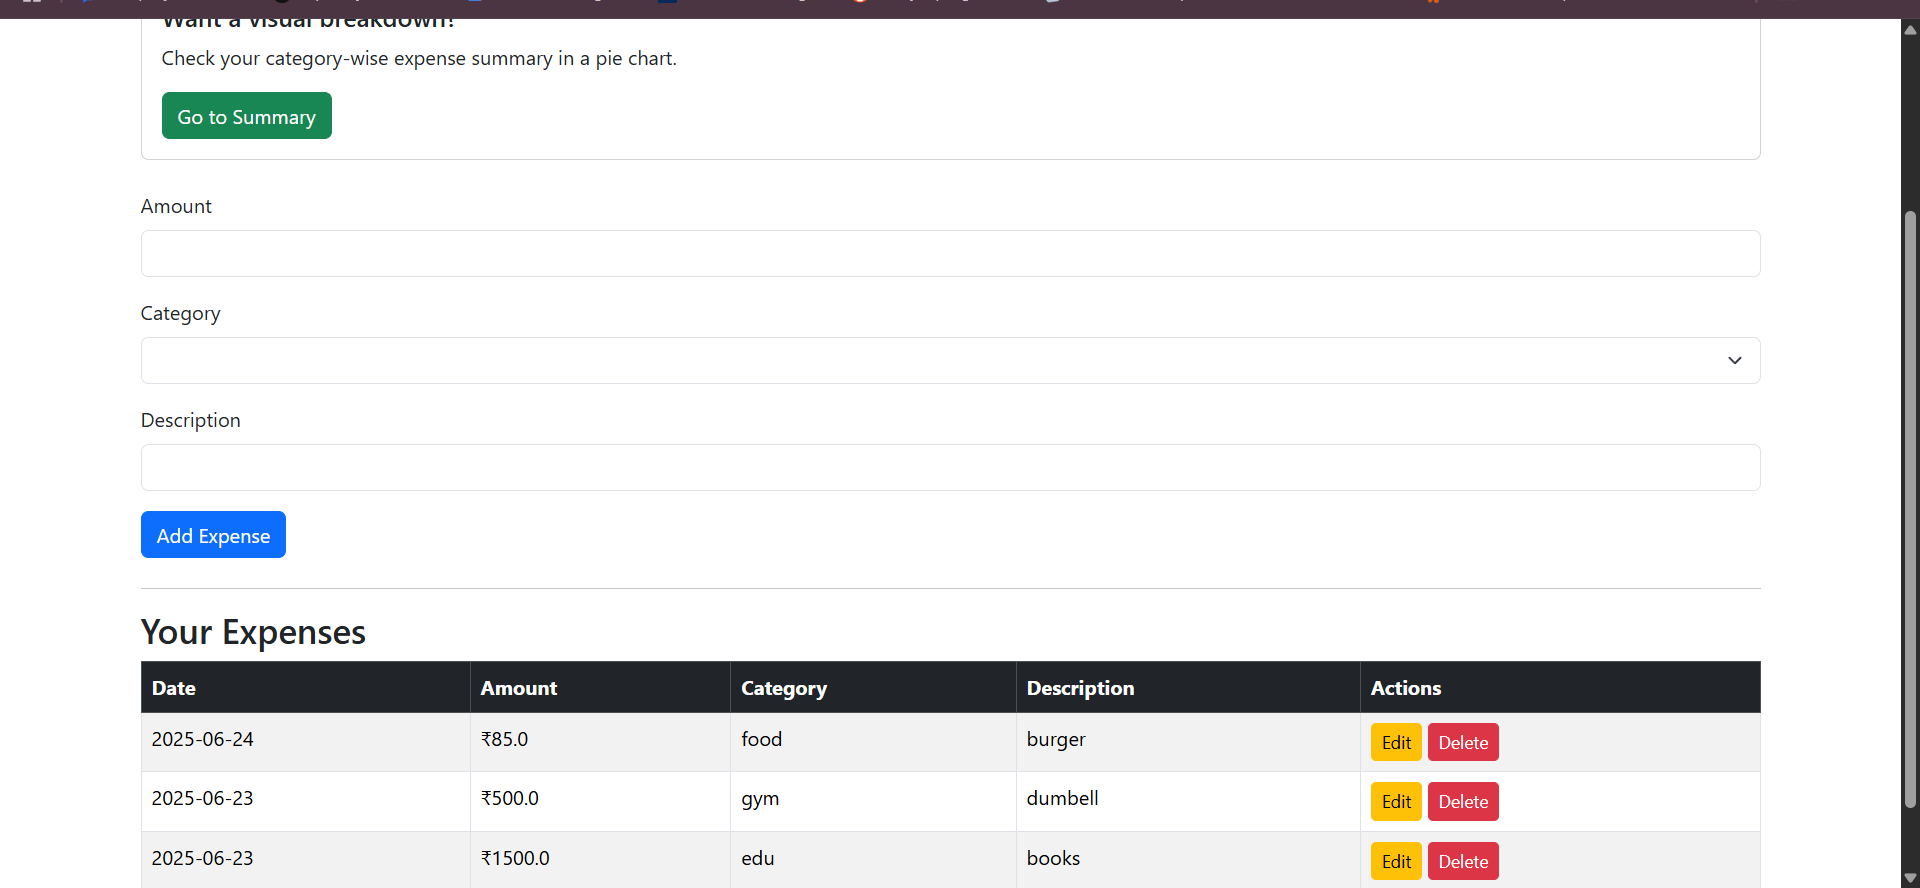 Want a visual breakdown?
Check your category-wise expense summary in a pie chart.
Go to Summary
Amount
Category
Description
Add Expense
Your Expenses
Date Amount Category Description Actions
2025-06-24 ₹85.0 food burger Edit Delete
2025-06-23 ₹500.0 gym dumbell Edit Delete
2025-06-23 ₹1500.0 edu books Edit Delete